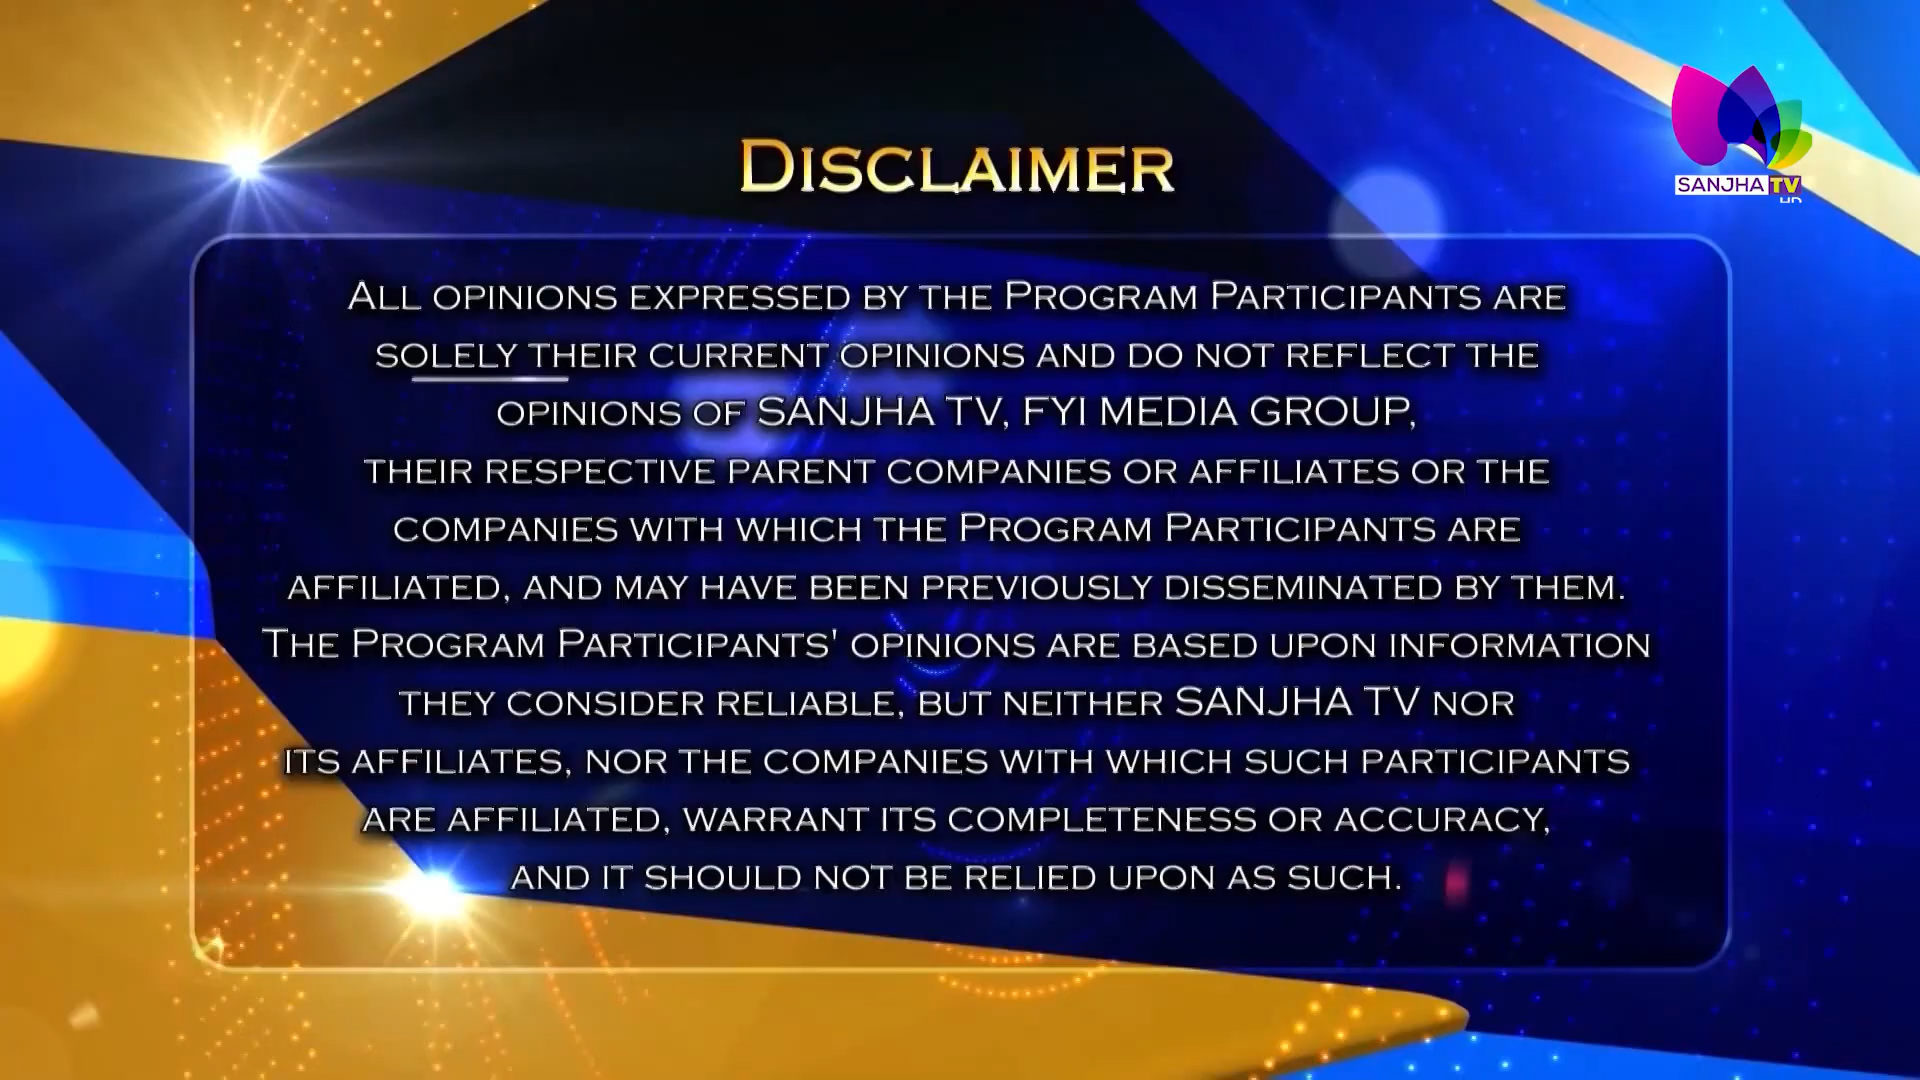 SANJHA TV
HD
DISCLAIMER
ALL OPINIONS EXPRESSED BY THE PROGRAM PARTICIPANTS ARE
SOLELY THEIR CURRENT OPINIONS AND DO NOT REFLECT THE
OPINIONS OF SANJHA TV, FYI MEDIA GROUP,
THEIR RESPECTIVE PARENT COMPANIES OR AFFILIATES OR THE
COMPANIES WITH WHICH THE PROGRAM PARTICIPANTS ARE
AFFILIATED, AND MAY HAVE BEEN PREVIOUSLY DISSEMINATED BY THEM.
THE PROGRAM PARTICIPANTS' OPINIONS ARE BASED UPON INFORMATION
THEY CONSIDER RELIABLE, BUT NEITHER SANJHA TV NOR
ITS AFFILIATES, NOR THE COMPANIES WITH WHICH SUCH PARTICIPANTS
ARE AFFILIATED, WARRANT ITS COMPLETENESS OR ACCURACY,
AND IT SHOULD NOT BE RELIED UPON AS SUCH.